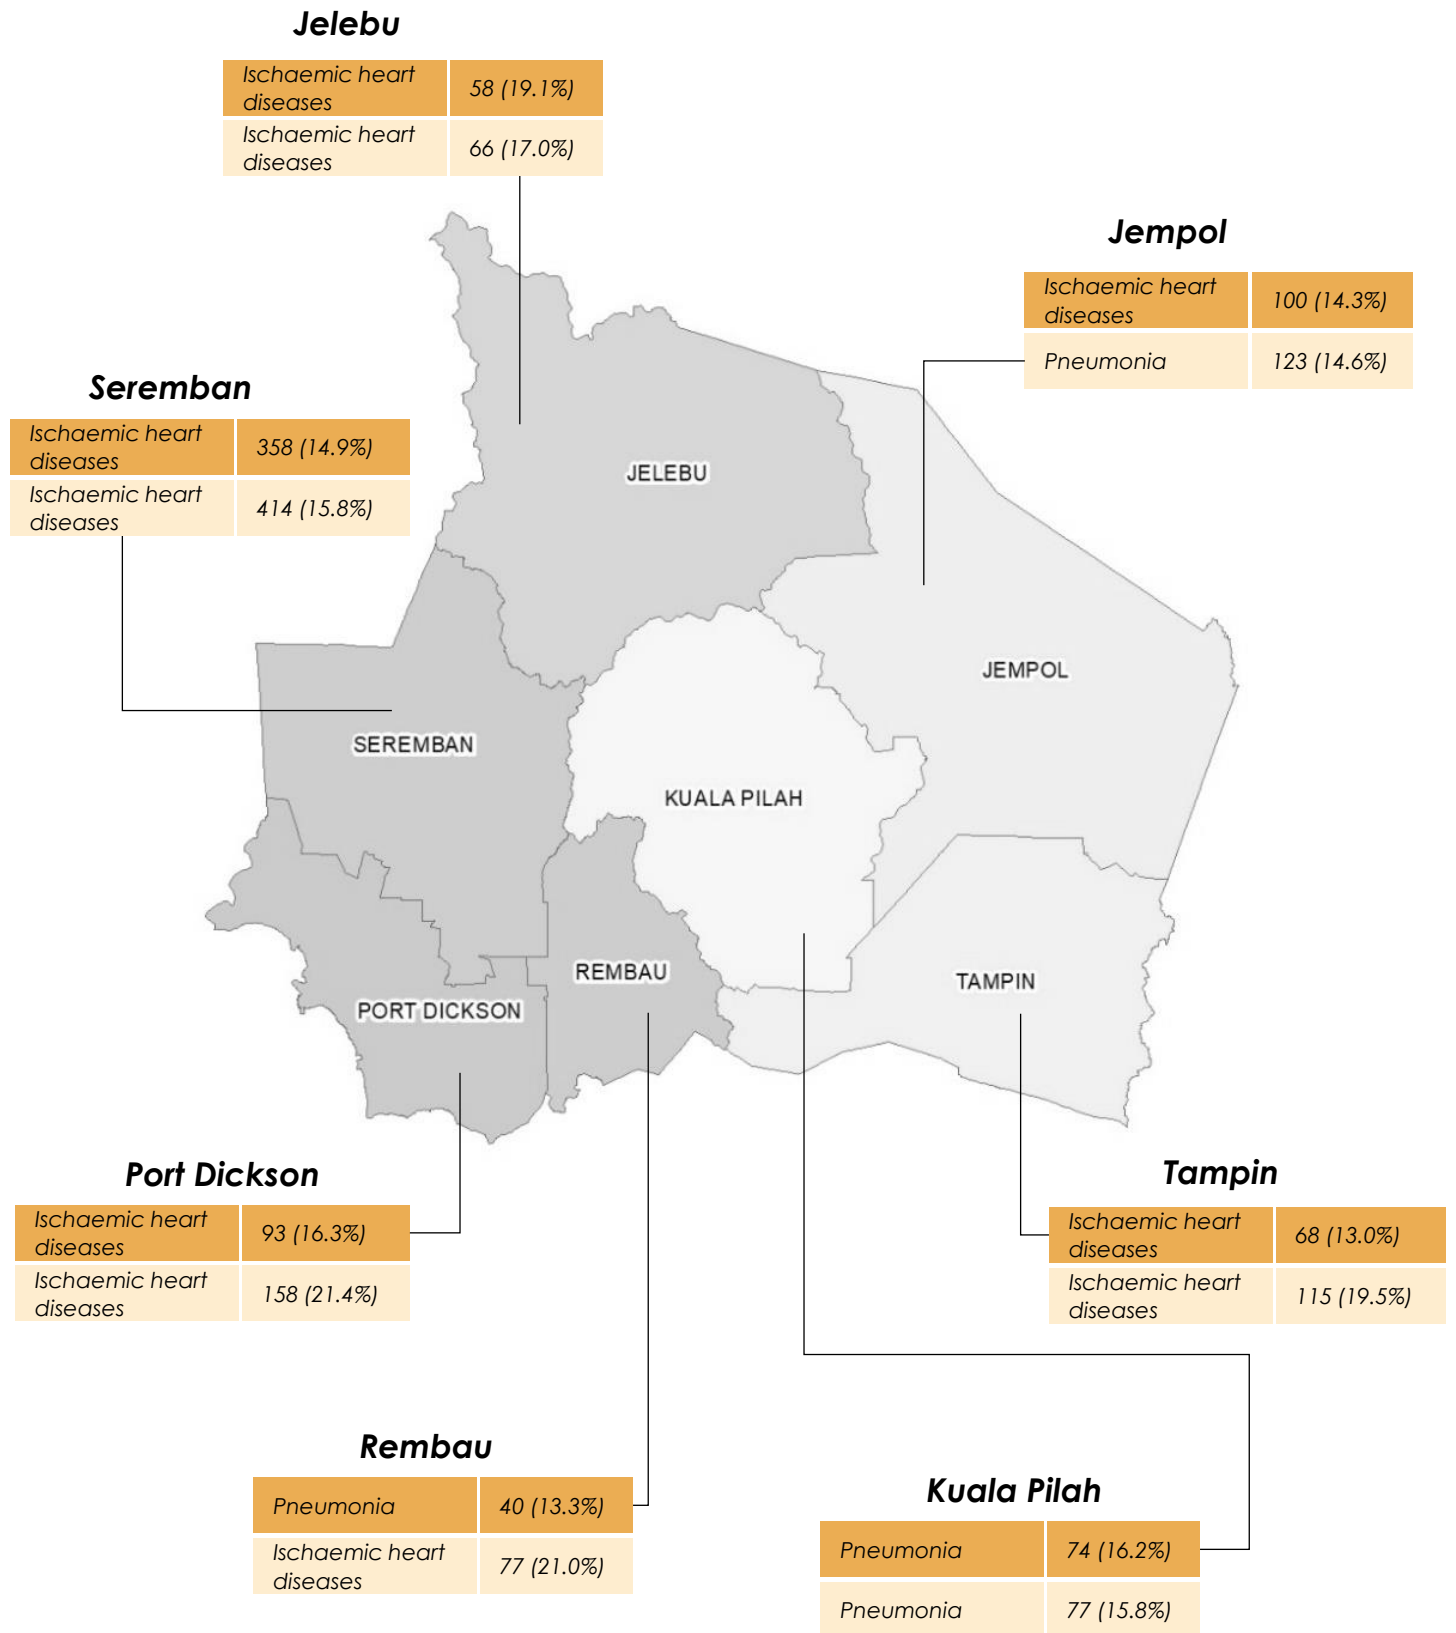 Jelebu
Ischaemic heart
diseases
58 (19.1%)
Ischaemic heart
diseases
66 (17.0%)
Jempol
Ischaemic heart
diseases
100 (14.3%)
Pneumonia
123 (14.6%)
Seremban
Ischaemic heart
diseases
358 (14.9%)
Ischaemic heart
diseases
414 (15.8%)
JELEBU
JEMPOL
SEREMBAN
KUALA PILAH
REMBAU
TAMPIN
PORT DICKSON
Port Dickson
Ischaemic heart
diseases
93 (16.3%)
Ischaemic heart
diseases
158 (21.4%)
Tampin
Ischaemic heart
diseases
68 (13.0%)
Ischaemic heart
diseases
115 (19.5%)
Rembau
Pneumonia
40 (13.3%)
Ischaemic heart
diseases
77 (21.0%)
Kuala Pilah
Pneumonia
74 (16.2%)
Pneumonia
77 (15.8%)